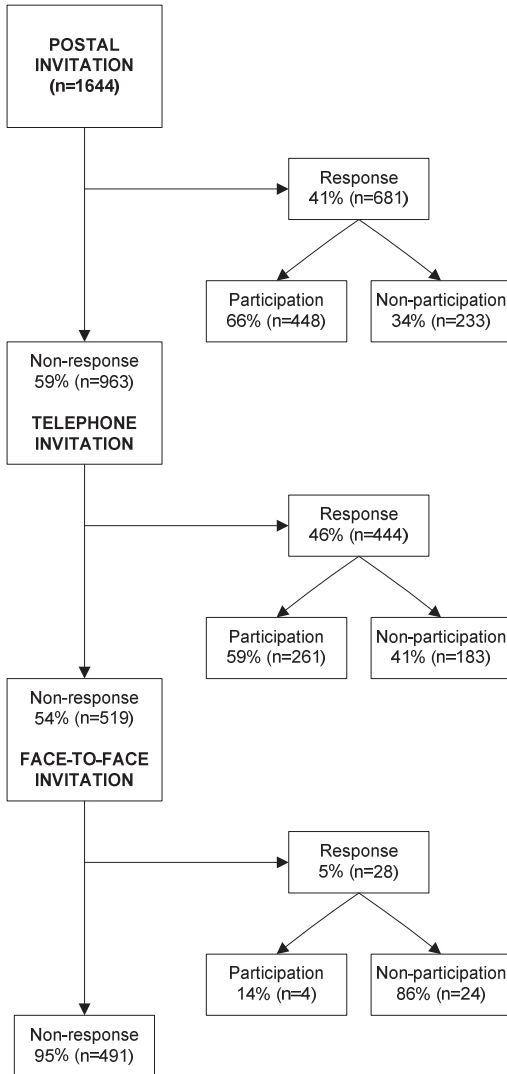 POSTAL
INVITATION
(n=1644)
Response
41% (n=681)
Participation
66% (n=448)
Non-participation
34% (n=233)
Non-response
59% (n=963)
TELEPHONE
INVITATION
Response
46% (n=444)
Participation
59% (n=261)
Non-participation
41% (n=183)
Non-response
54% (n=519)
FACE-TO-FACE
INVITATION
Response
5% (n=28)
Participation
14% (n=4)
Non-participation
86% (n=24)
Non-response
95% (n=491)